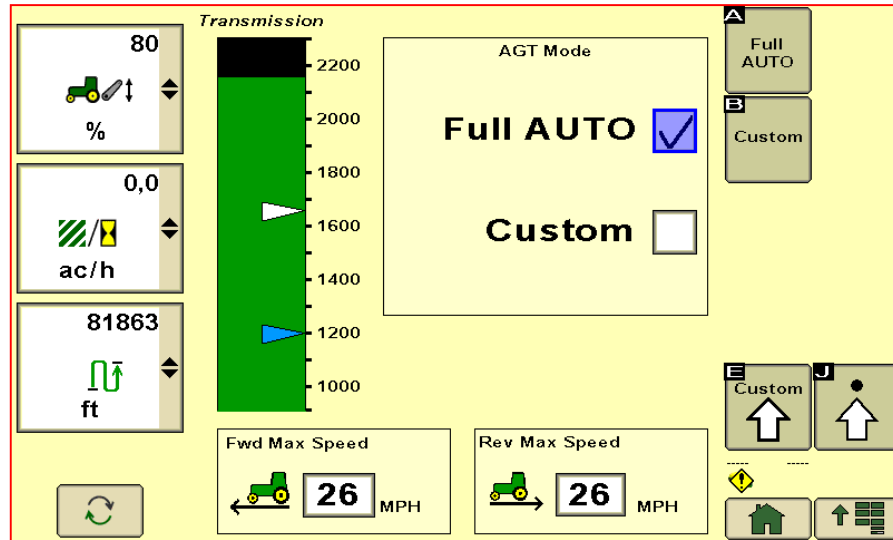 80
%
0,0
ac/h
81863
ft
Transmission
2200
2000
1800
1600
1400
1200
1000
AGT Mode
Full AUTO
Custom
Fwd Max Speed
26 MPH
Rev Max Speed
26 MPH
A
Full
AUTO
B
Custom
E
Custom
J